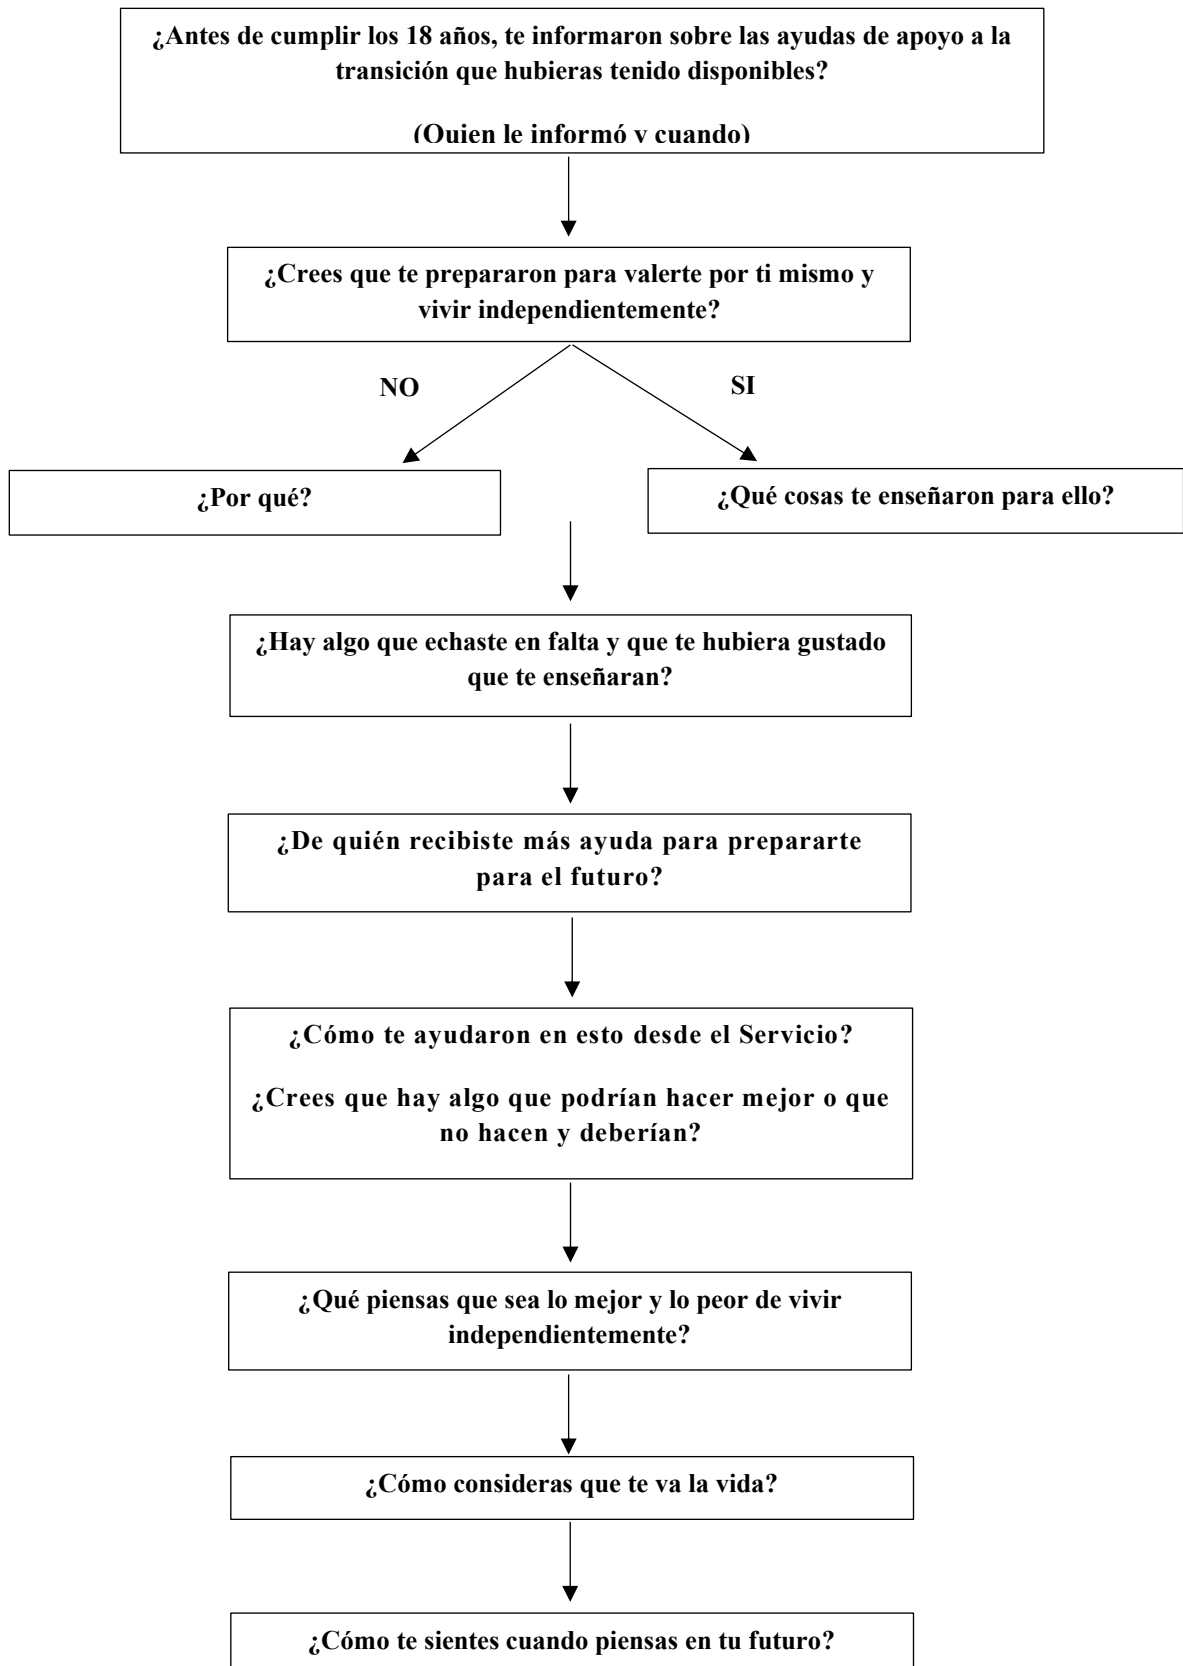 ¿Antes de cumplir los 18 años, te informaron sobre las ayudas de apoyo a la
transición que hubieras tenido disponibles?
(Quien le informó y cuando)
¿Crees que te prepararon para valerte por ti mismo y
vivir independientemente?
NO
SI
¿Por qué?
¿Qué cosas te enseñaron para ello?
¿Hay algo que echaste en falta y que te hubiera gustado
que te enseñaran?
¿De quién recibiste más ayuda para prepararte
para el futuro?
¿Cómo te ayudaron en esto desde el Servicio?
¿Crees que hay algo que podrían hacer mejor o que
no hacen y deberían?
¿Qué piensas que sea lo mejor y lo peor de vivir
independientemente?
¿Cómo consideras que te va la vida?
¿Cómo te sientes cuando piensas en tu futuro?